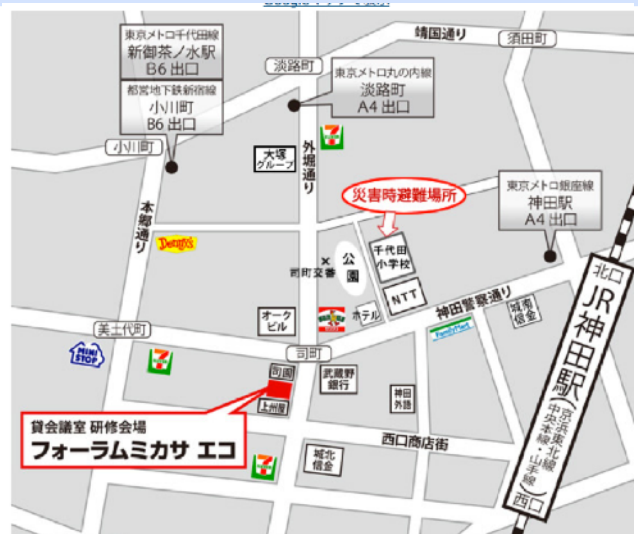 靖国通り
須田町
東京メトロ千代田線
新御茶ノ水駅
B6 出口
淡路町
東京メトロ丸の内線
淡路町
A4 出口
都営地下鉄新宿線
小川町
B6 出口
小川町
大塚
グループ
外堀通り
災害時避難場所
東京メトロ銀座線
神田駅
A4 出口
本郷通り
Denny's
司町交番
公園
千代田
小学校
NTT
北口
JR神田駅
(京浜東北線
中央本線・山手線)
西口
神田警察通り
城南
信金
オーク
ビル
ホテル
FamilyMart
美土代町
MINI
STOP
司町
司園
武蔵野
銀行
神田
外語
上州屋
貸会議室 研修会場
フォーラムミカサ エコ
西口商店街
城北
信金